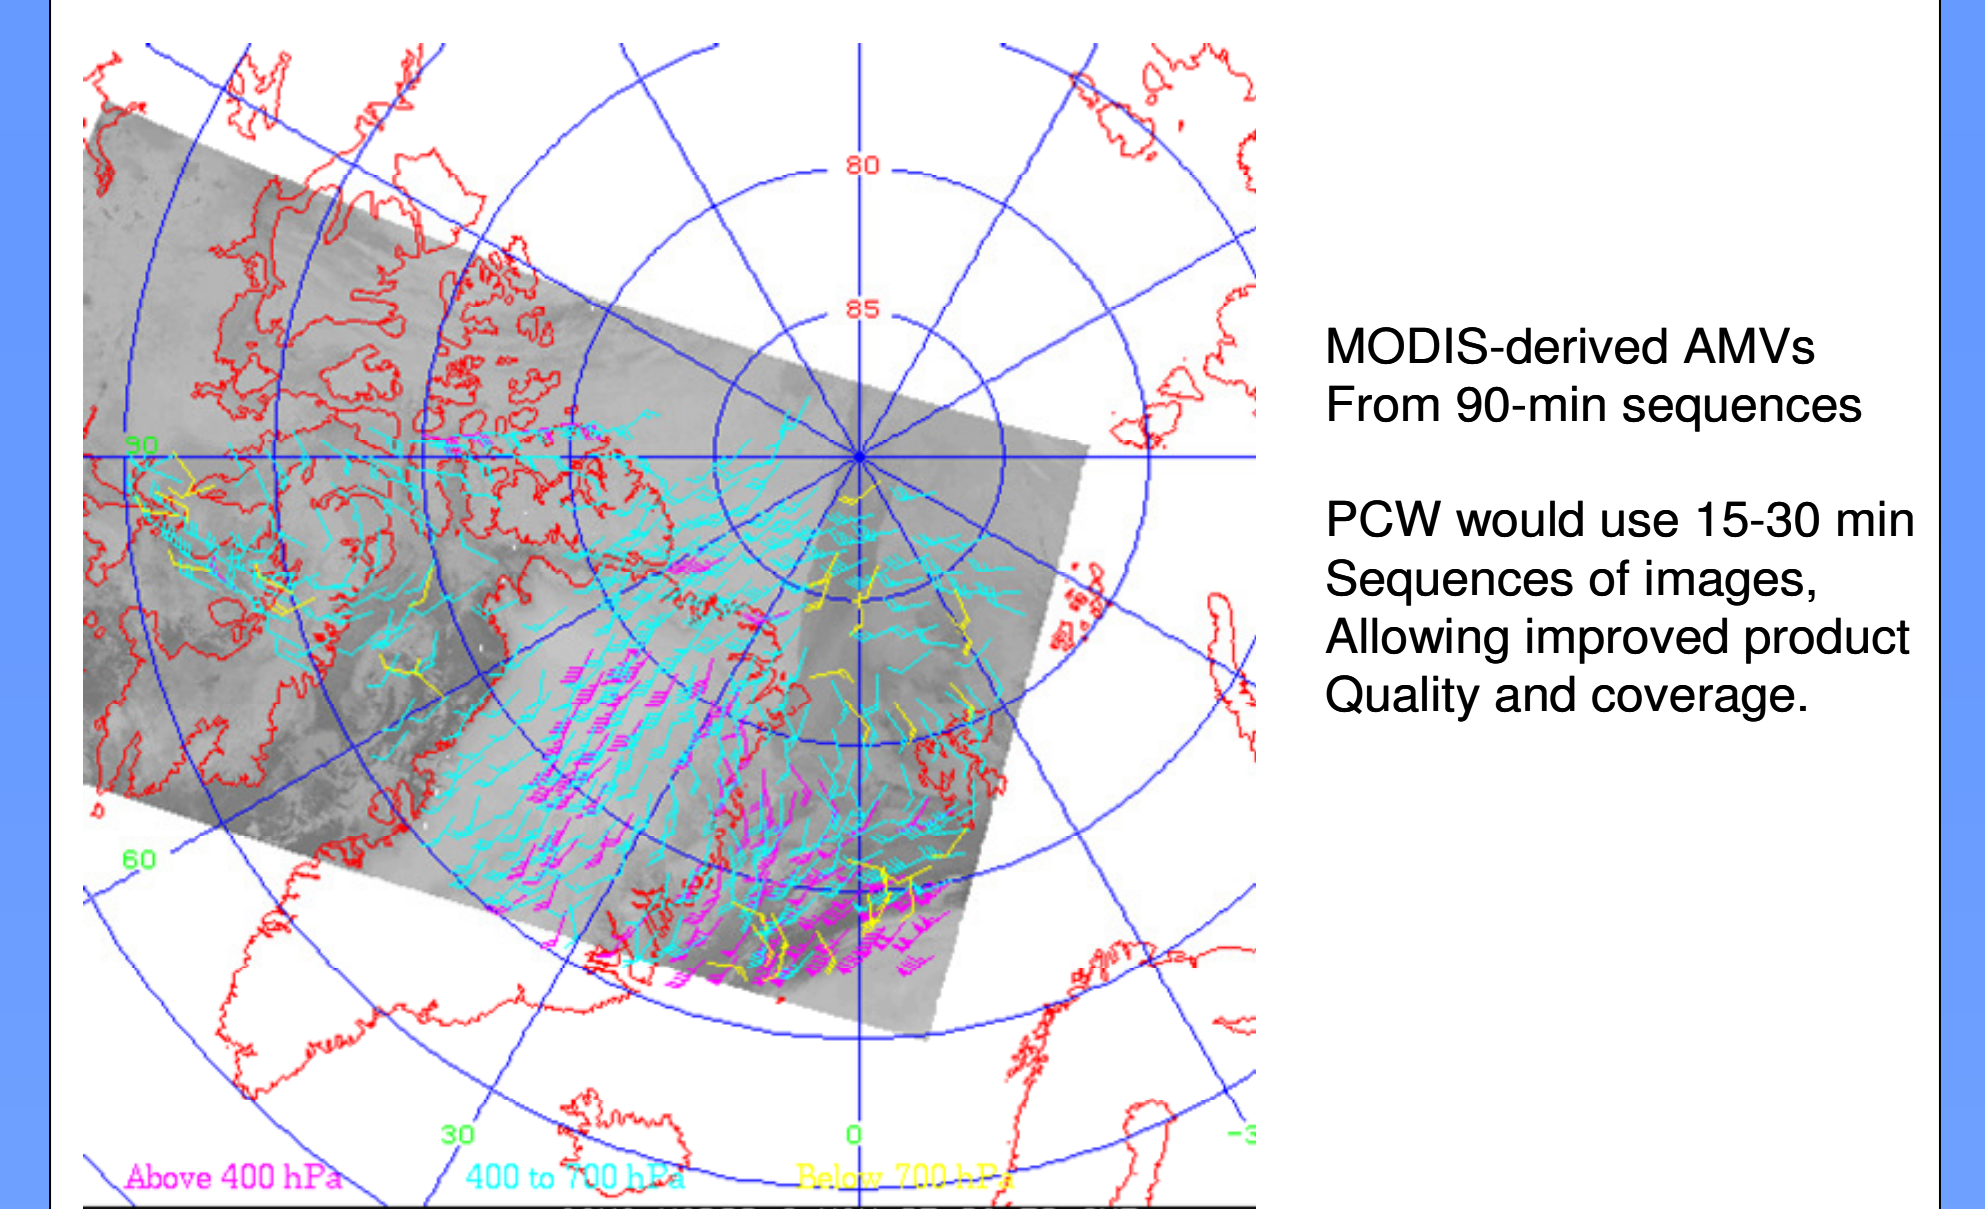 80
85
90
60
30
0
-3
Above 400 hPa
400 to 700 hPa
Below 700 hPa
MODIS-derived AMVs
From 90-min sequences
PCW would use 15-30 min
Sequences of images,
Allowing improved product
Quality and coverage.